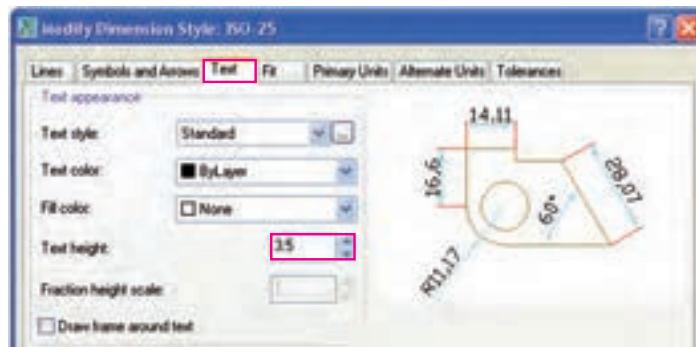 Modify Dimension Style: ISO-25
Lines Symbols and Arrows Text Fit Primary Units Alternate Units Tolerances
Text appearance
Text style: Standard ...
Text color: ByLayer
Fill color: None
Text height: 3.5
Fraction height scale:
Draw frame around text
14,11
16,6
28,07
60°
R11,17